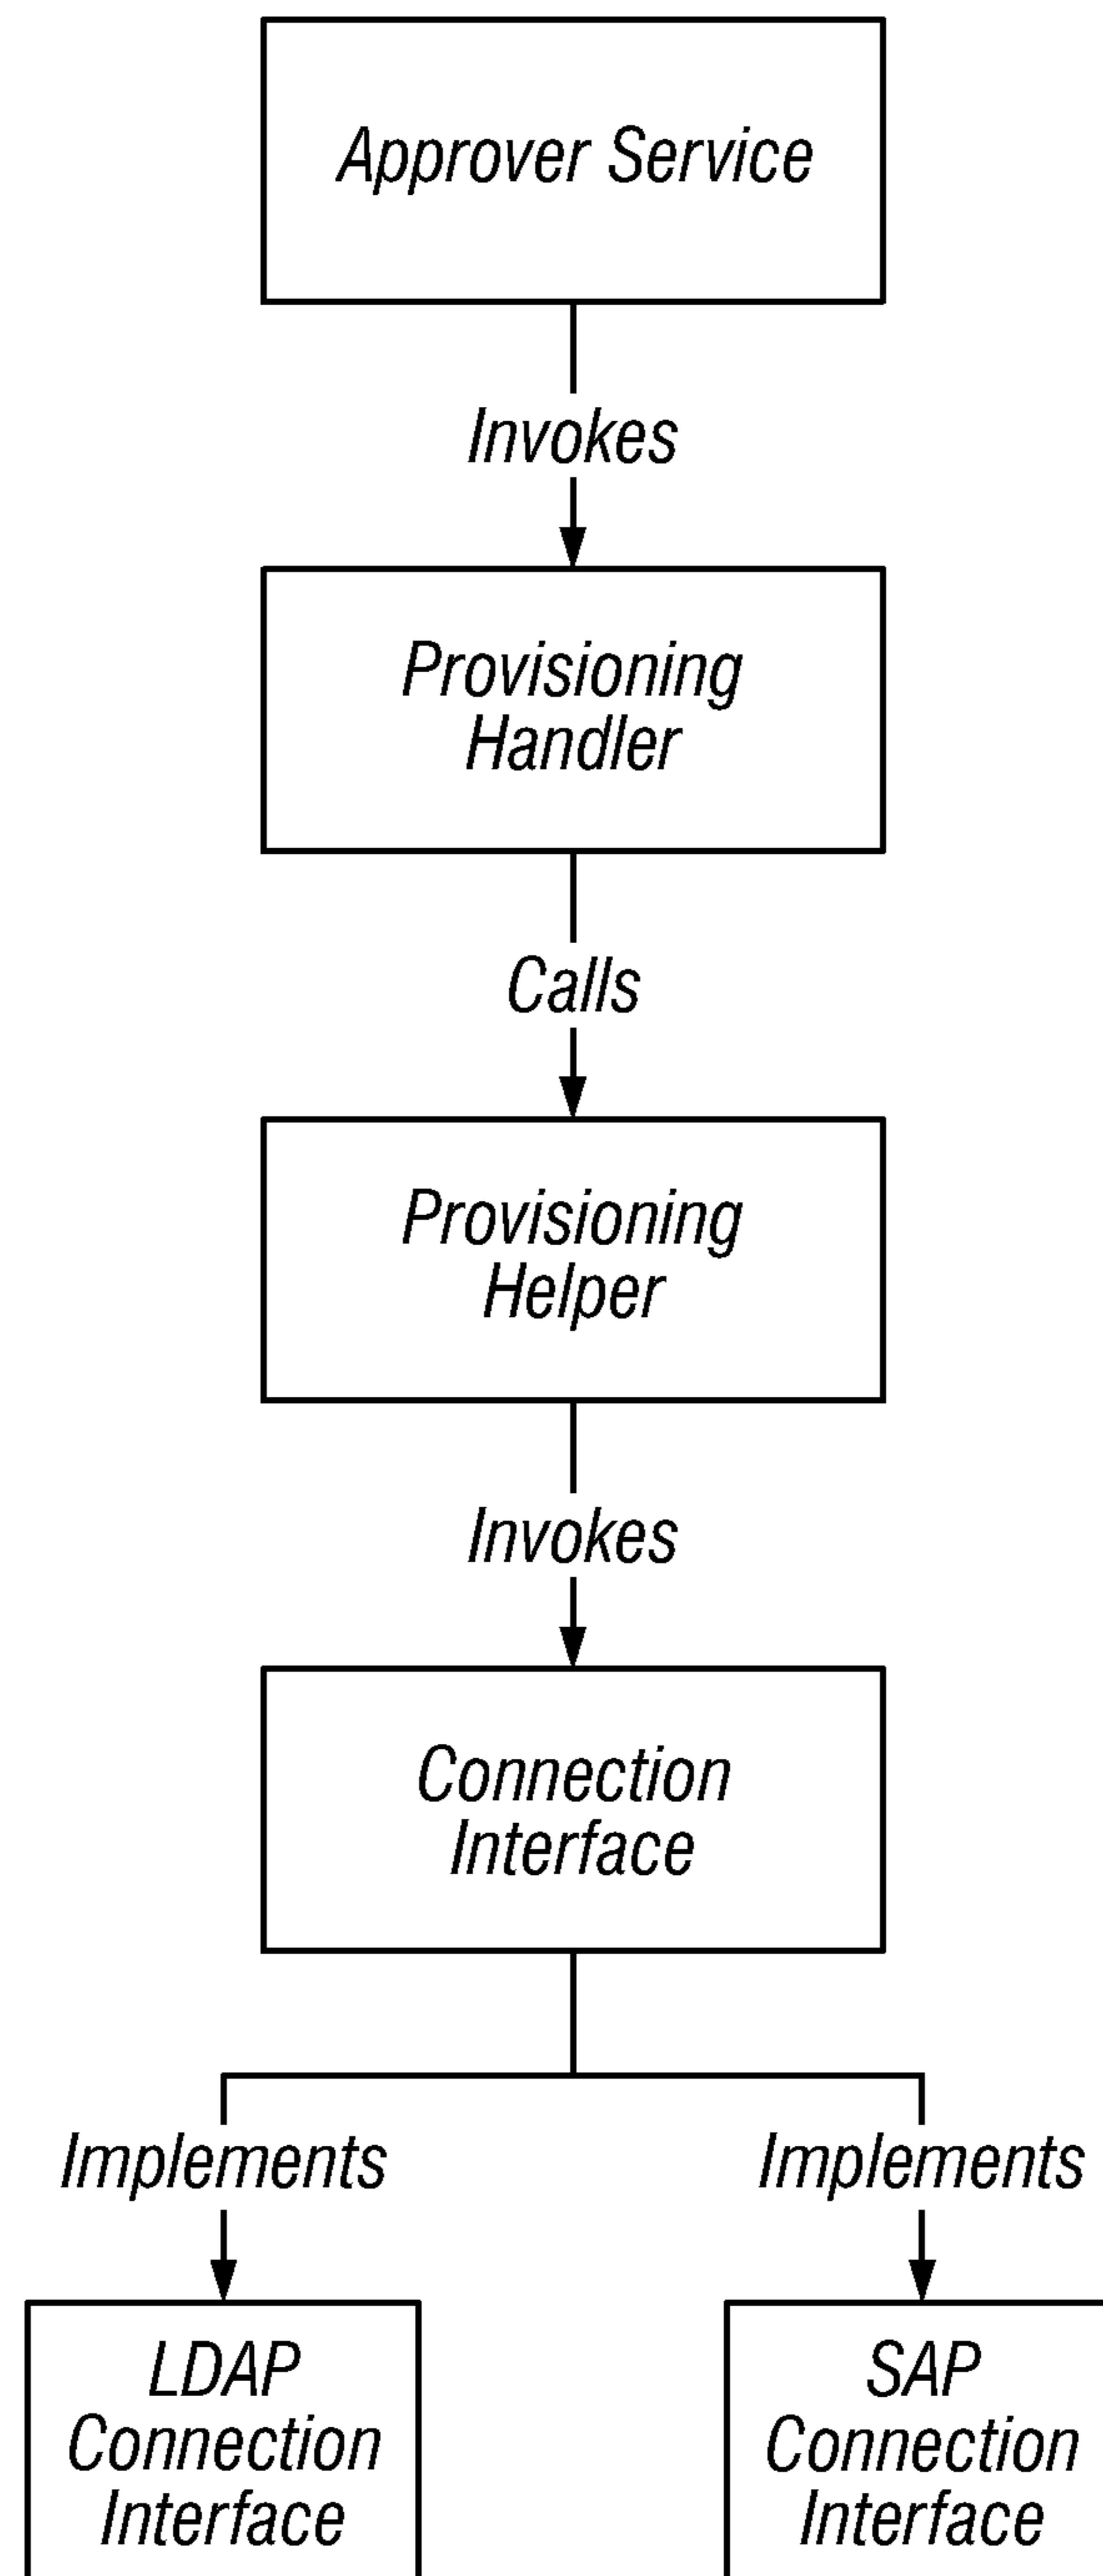 Approver Service
Invokes
Provisioning
Handler
Calls
Provisioning
Helper
Invokes
Connection
Interface
Implements
Implements
LDAP
Connection
Interface
SAP
Connection
Interface